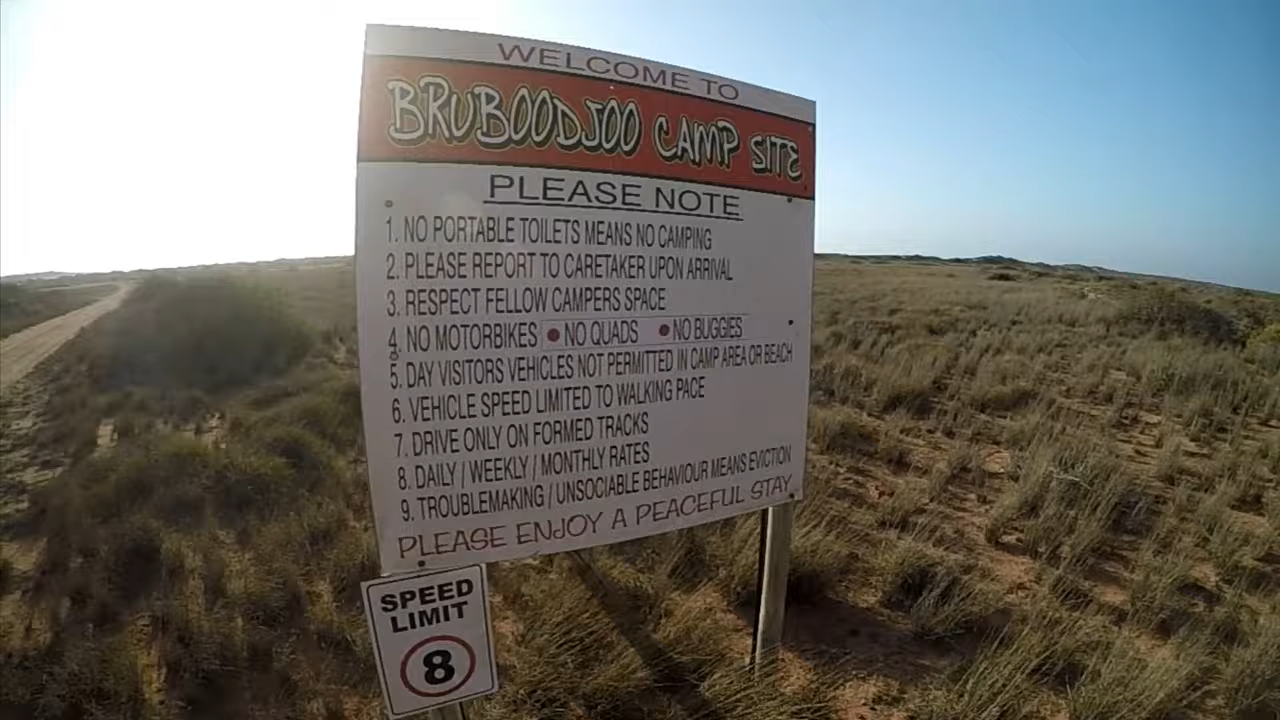 WELCOME TO
BRUBOODJOO CAMP SITE
PLEASE NOTE
1. NO PORTABLE TOILETS MEANS NO CAMPING
2. PLEASE REPORT TO CARETAKER UPON ARRIVAL
3. RESPECT FELLOW CAMPERS SPACE
4. NO MOTORBIKES • NO QUADS • NO BUGGIES
5. DAY VISITORS VEHICLES NOT PERMITTED IN CAMP AREA OR BEACH
6. VEHICLE SPEED LIMITED TO WALKING PACE
7. DRIVE ONLY ON FORMED TRACKS
8. DAILY / WEEKLY / MONTHLY RATES
9. TROUBLEMAKING / UNSOCIABLE BEHAVIOUR MEANS EVICTION
PLEASE ENJOY A PEACEFUL STAY
SPEED
LIMIT
8